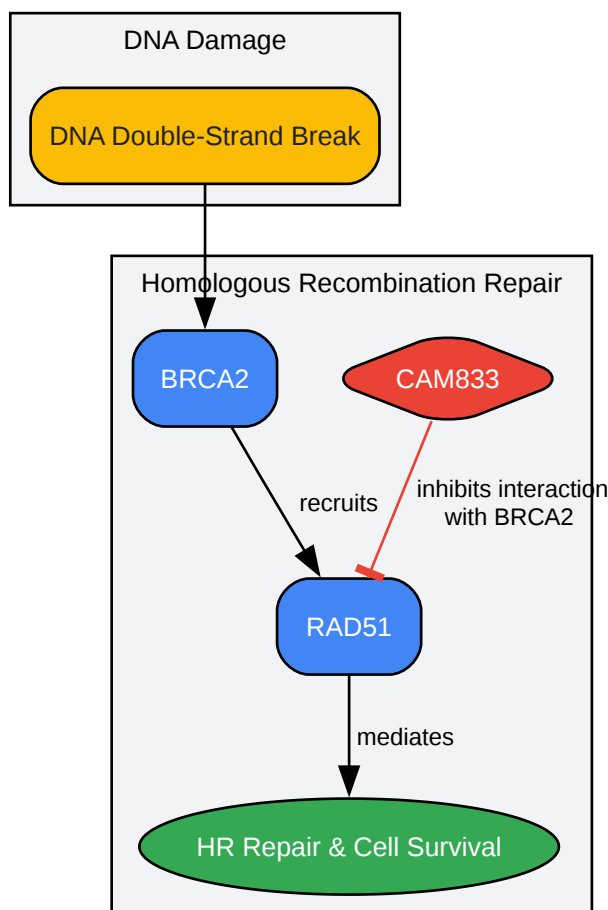 DNA Damage
DNA Double-Strand Break
Homologous Recombination Repair
BRCA2
CAM833
recruits
inhibits interaction
with BRCA2
RAD51
mediates
HR Repair & Cell Survival